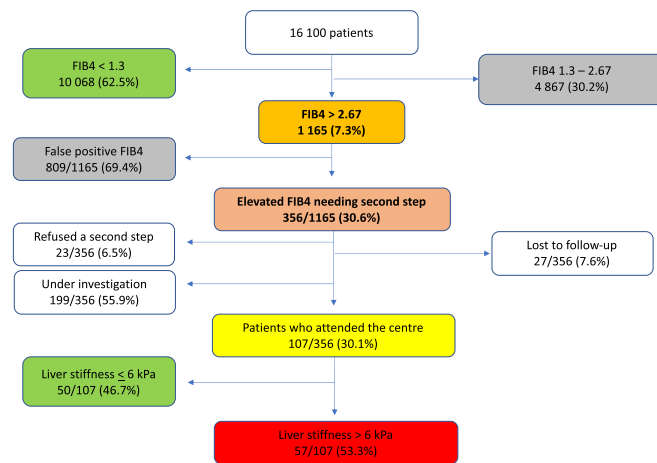 16 100 patients
FIB4 < 1.3
10 068 (62.5%)
FIB4 1.3 – 2.67
4 867 (30.2%)
FIB4 > 2.67
1 165 (7.3%)
False positive FIB4
809/1165 (69.4%)
Elevated FIB4 needing second step
356/1165 (30.6%)
Refused a second step
23/356 (6.5%)
Lost to follow-up
27/356 (7.6%)
Under investigation
199/356 (55.9%)
Patients who attended the centre
107/356 (30.1%)
Liver stiffness ≤ 6 kPa
50/107 (46.7%)
Liver stiffness > 6 kPa
57/107 (53.3%)